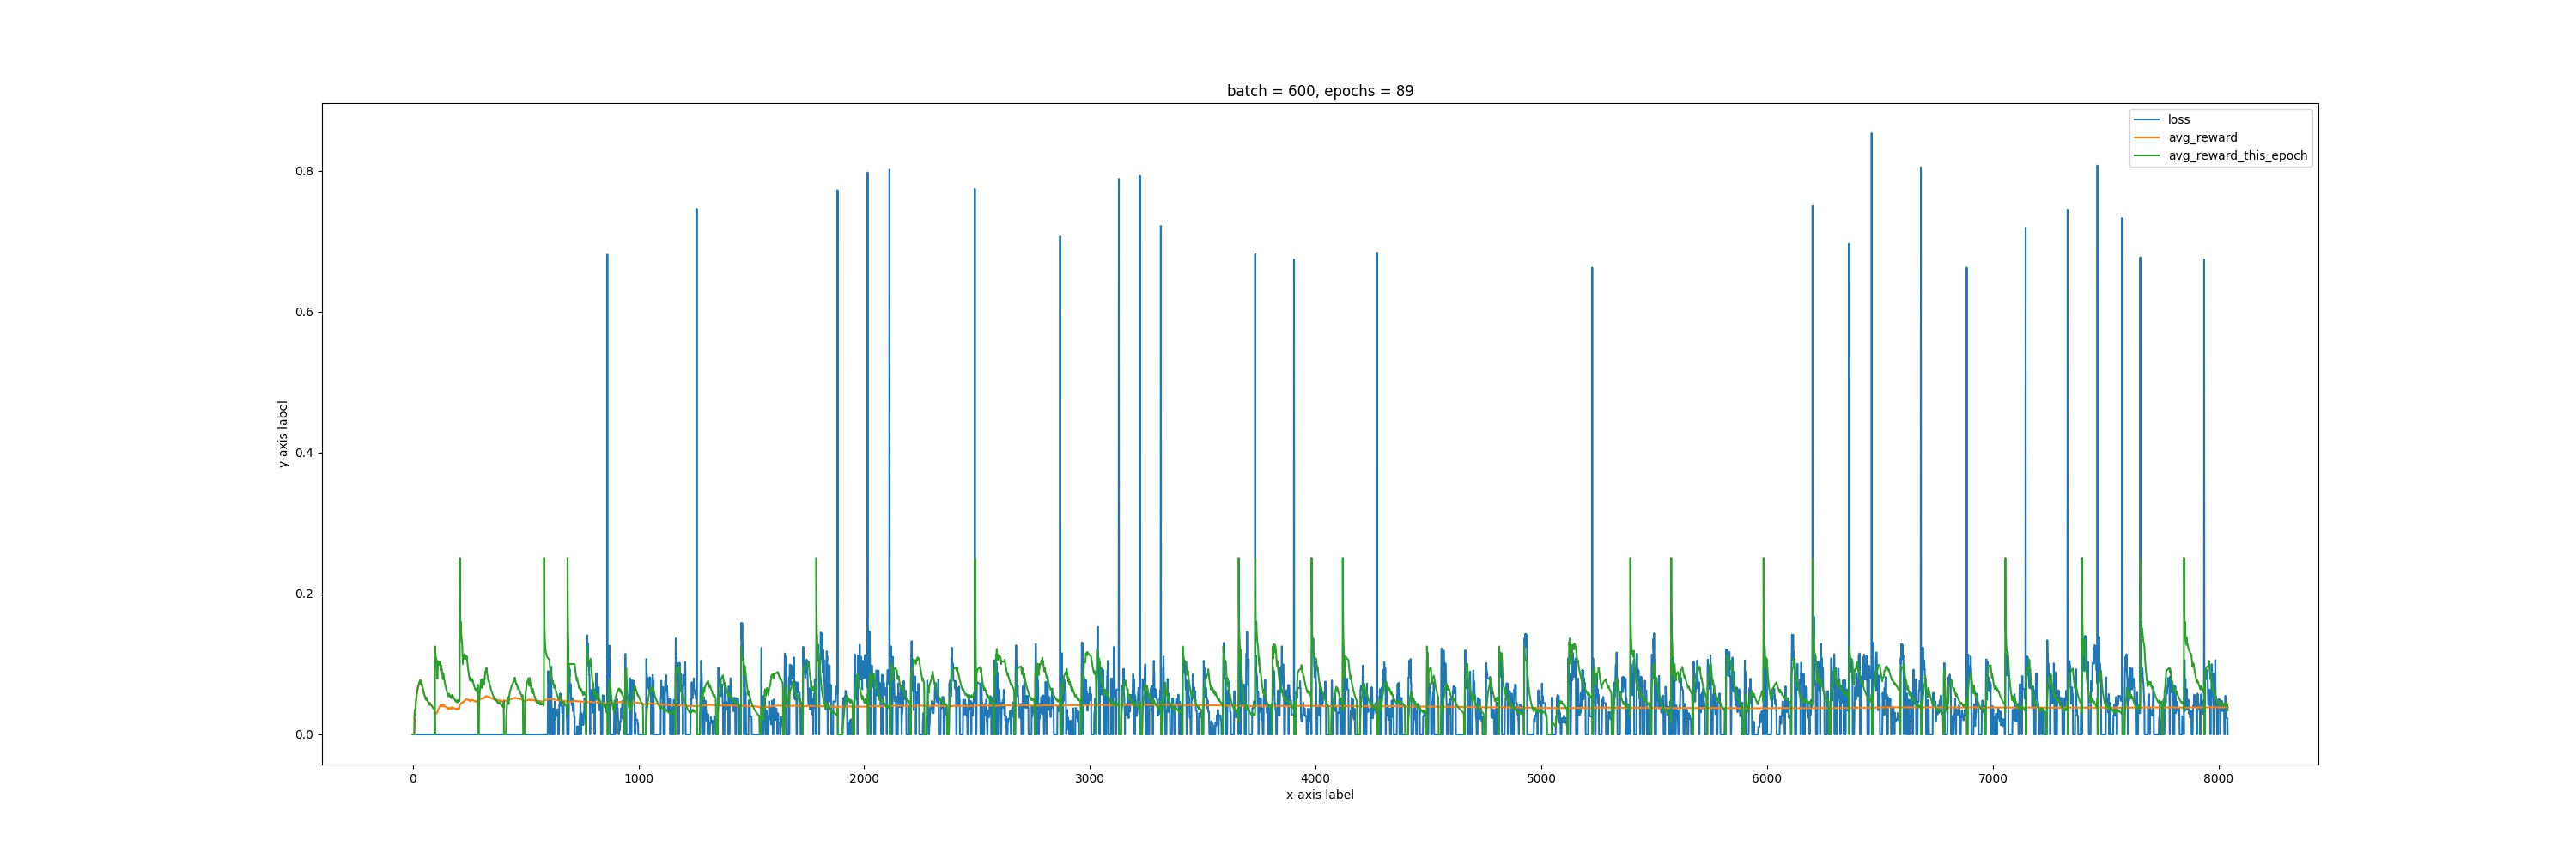 batch = 600, epochs = 89
loss
avg_reward
avg_reward_this_epoch
y-axis label
0.8
0.6
0.4
0.2
0.0
0 1000 2000 3000 4000 5000 6000 7000 8000
x-axis label